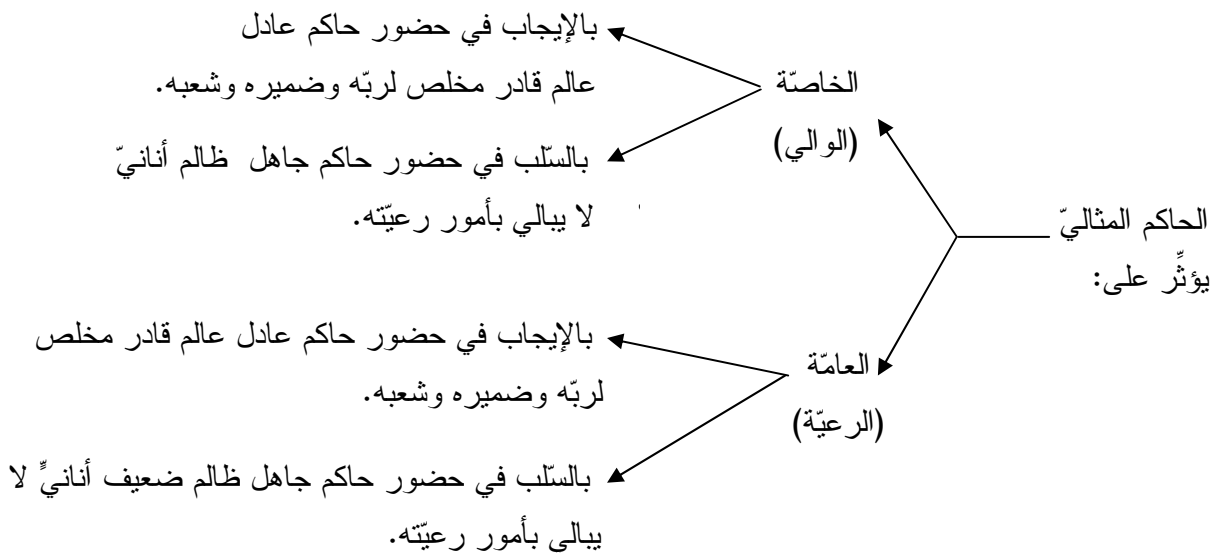 الحاكم المثاليّ
يؤثِّر على:
الخاصّة
(الوالي)
بالإيجاب في حضور حاكم عادل
عالم قادر مخلص لربّه وضميره وشعبه.
بالسّلب في حضور حاكم جاهل ظالم أنانيّ
لا يبالي بأمور رعيّته.
العامّة
(الرعيّة)
بالإيجاب في حضور حاكم عادل عالم قادر مخلص
لربّه وضميره وشعبه.
بالسّلب في حضور حاكم جاهل ظالم ضعيف أنانيٍّ لا
يبالي بأمور رعيّته.